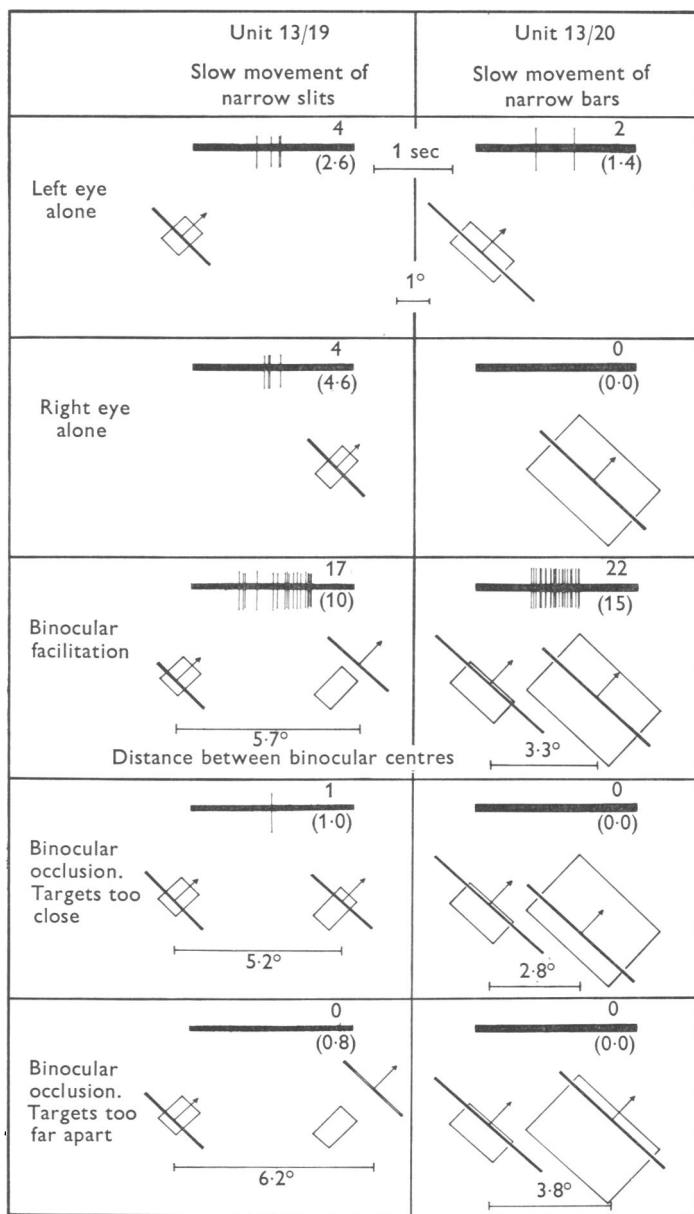 Unit 13/19
Unit 13/20
Slow movement of
narrow slits
Slow movement of
narrow bars
4
(2·6)
1 sec
2
(1·4)
Left eye
alone
1°
4
(4·6)
0
(0·0)
Right eye
alone
17
(10)
22
(15)
Binocular
facilitation
5·7°
3·3°
Distance between binocular centres
1
(1·0)
0
(0·0)
Binocular
occlusion.
Targets too
close
5·2°
2·8°
0
(0·8)
0
(0·0)
Binocular
occlusion.
Targets too
far apart
6·2°
3·8°